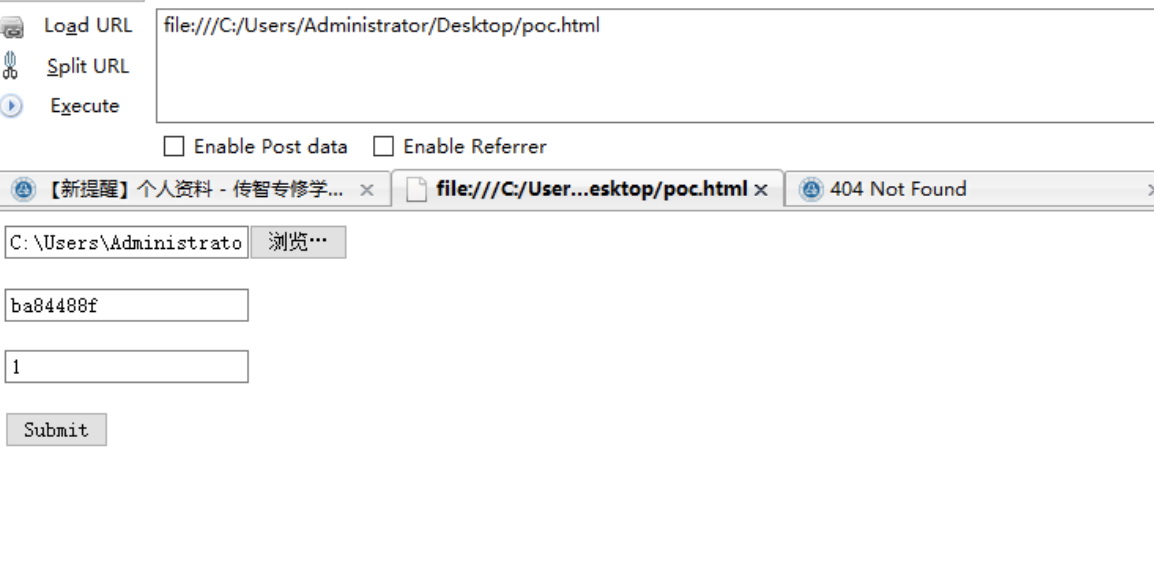 Load URL
file:///C:/Users/Administrator/Desktop/poc.html
Split URL
Execute
Enable Post data Enable Referrer
【新提醒】个人资料 - 传智专修学... × file:///C:/User...esktop/poc.html × 404 Not Found ×
C:\Users\Administrato 浏览…
ba84488f
1
Submit